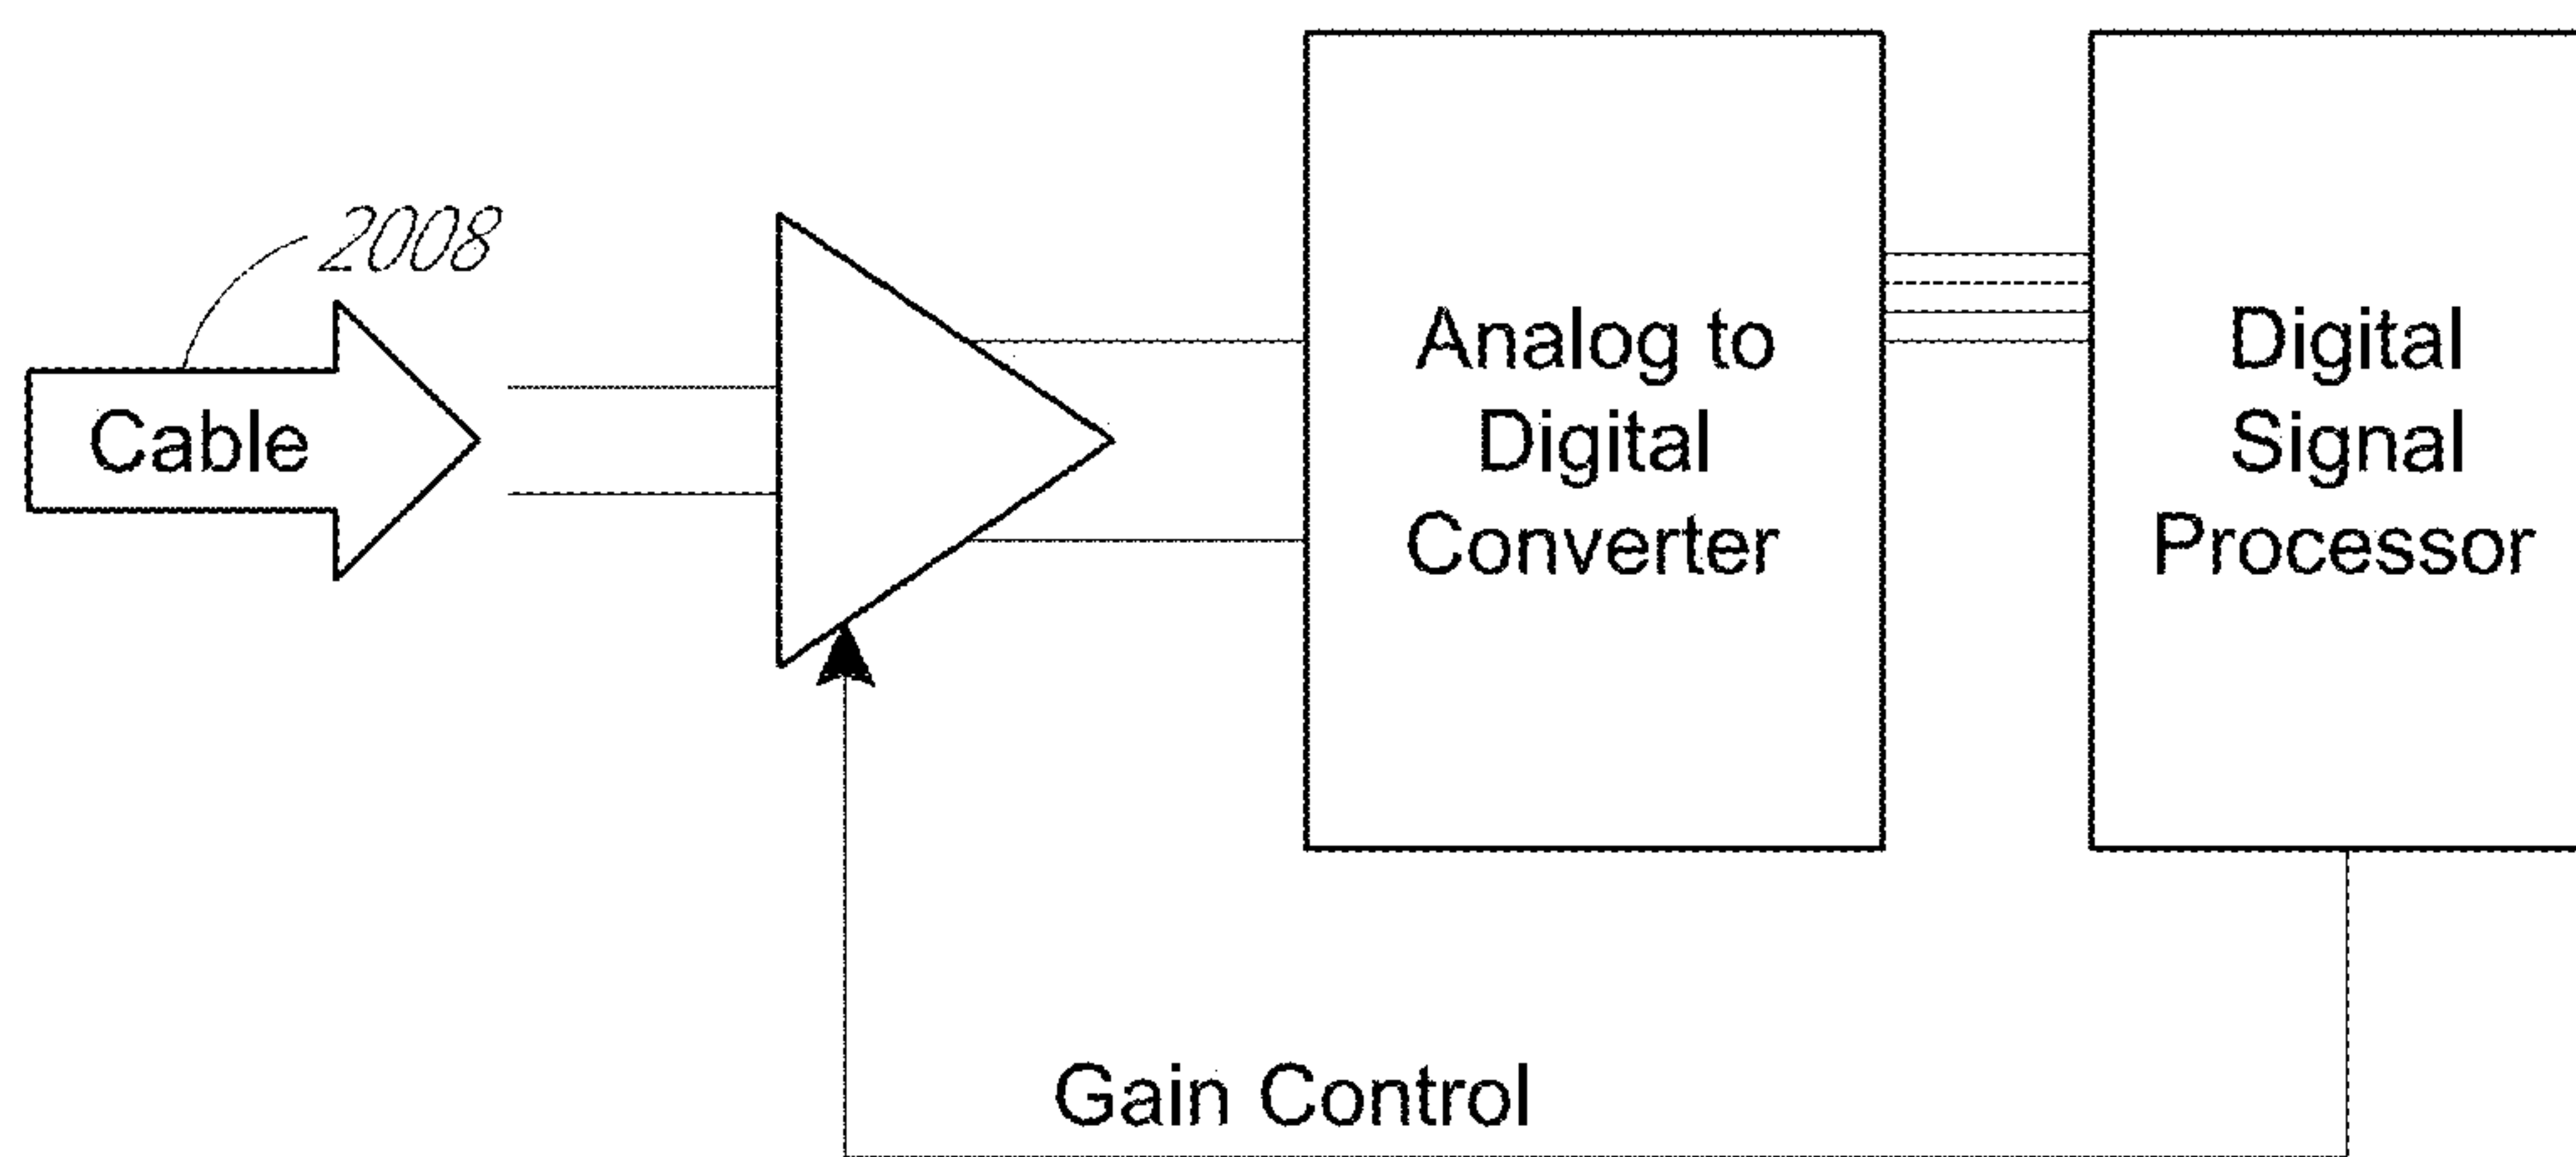 2008
Cable
Analog to
Digital
Converter
Digital
Signal
Processor
Gain Control